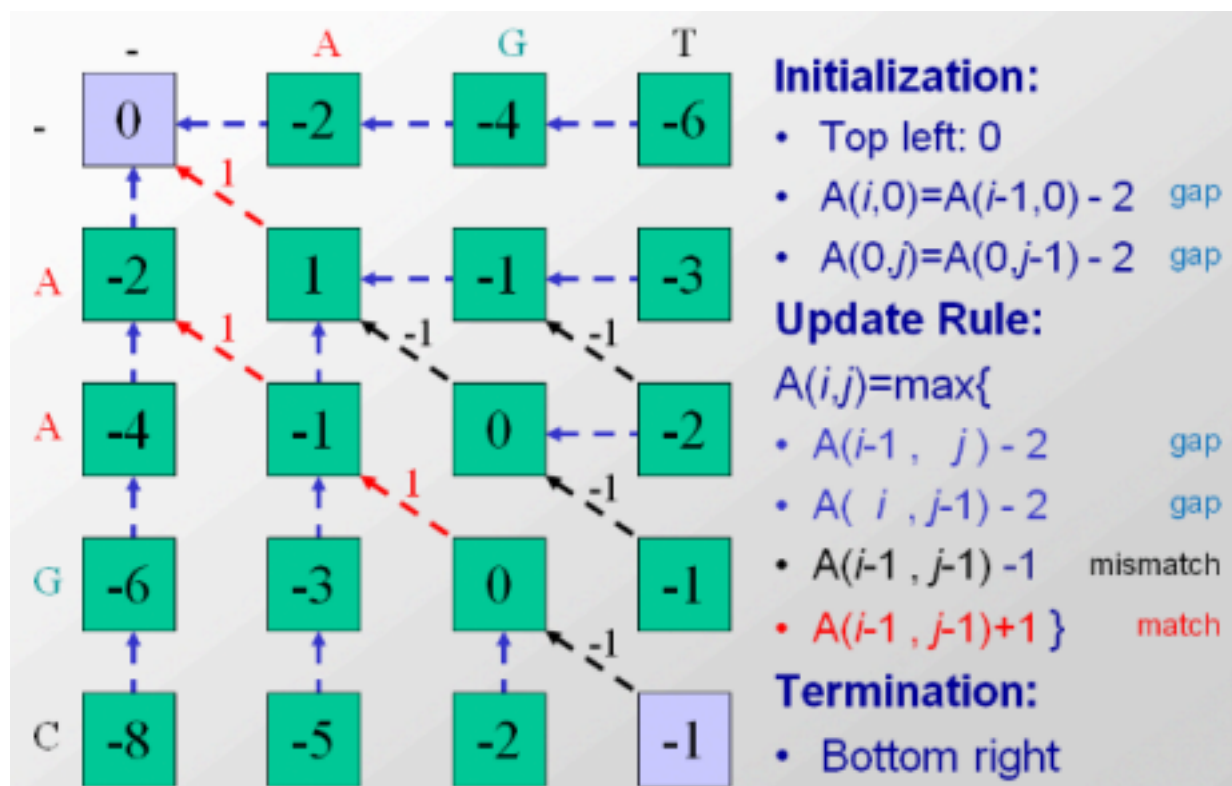 - A G T
- 0 -2 -4 -6
1
A -2 1 -1 -3
1 -1 -1
A -4 -1 0 -2
1 -1
G -6 -3 0 -1
-1
C -8 -5 -2 -1
Initialization:
• Top left: 0
• A(i,0)=A(i-1,0) - 2 gap
• A(0,j)=A(0,j-1) - 2 gap
Update Rule:
A(i,j)=max{
• A(i-1 , j ) - 2 gap
• A( i , j-1) - 2 gap
• A(i-1 , j-1) -1 mismatch
• A(i-1 , j-1)+1 } match
Termination:
• Bottom right